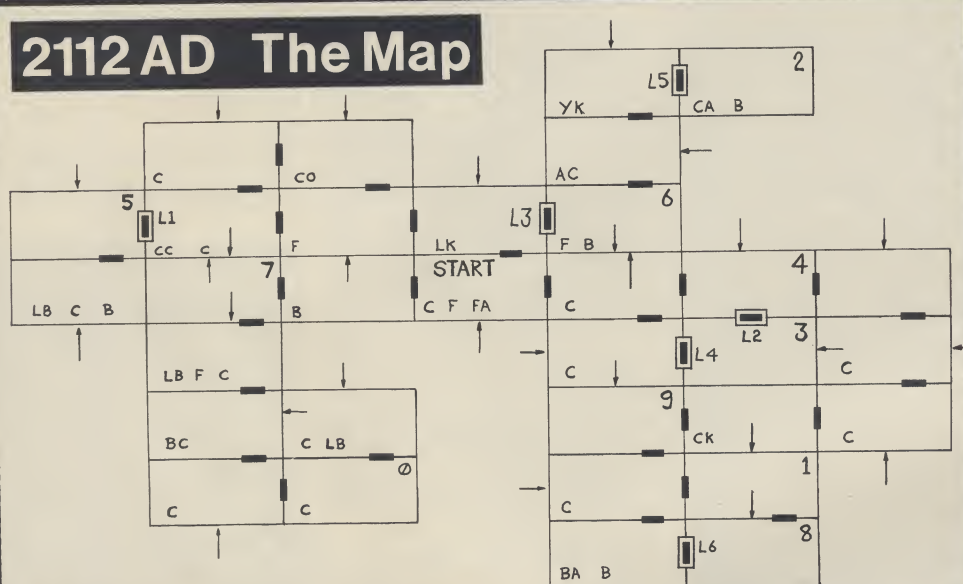 2112 AD The Map
2
L5
YK CA B
C CO AC
5 6
L1 L3
CC C F LK F B
7 START 4
LB C B B C F FA C
L2 3
L4
LB F C C C
9
BC C LB CK C
0 1
C C C
8
L6
BA B